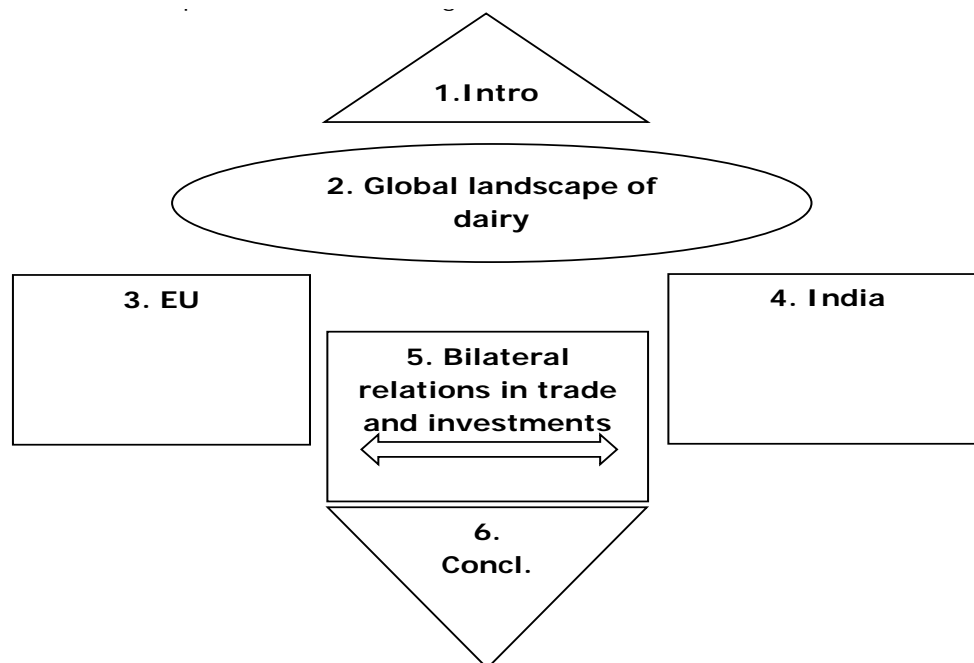 1.Intro
2. Global landscape of
dairy
3. EU
4. India
5. Bilateral
relations in trade
and investments
6.
Concl.